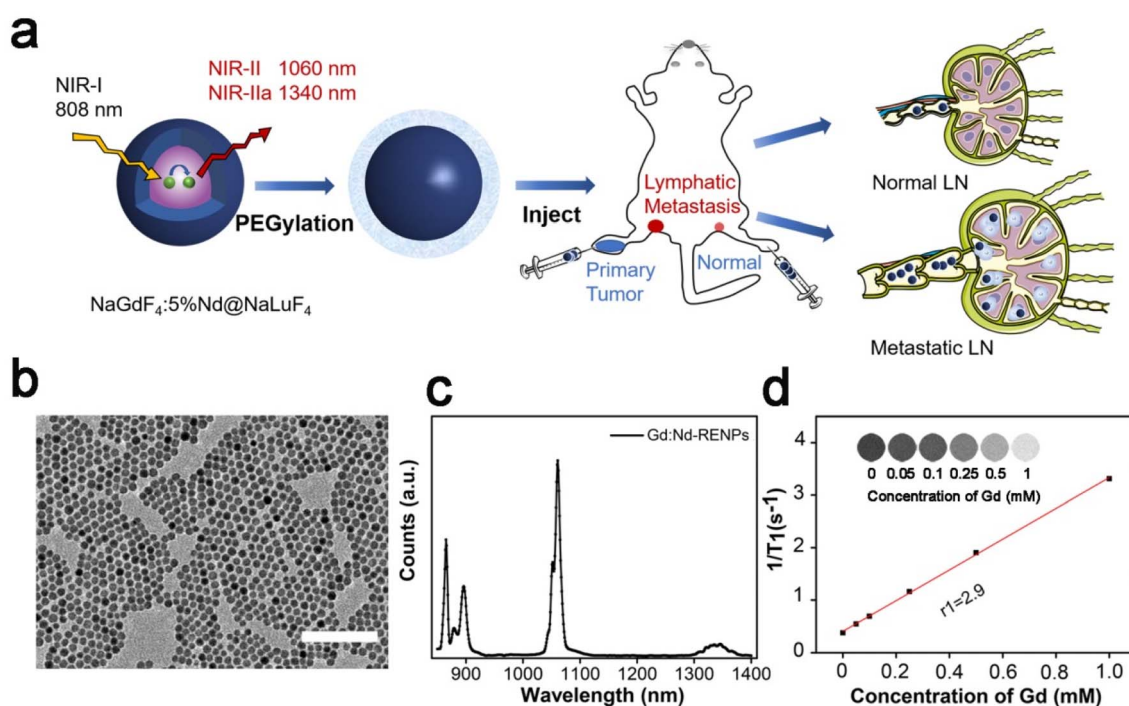 a
NIR-I
808 nm
NIR-II 1060 nm
NIR-IIa 1340 nm
PEGylation
NaGdF₄:5%Nd@NaLuF₄
Inject
Lymphatic
Metastasis
Primary
Tumor
Normal
Normal LN
Metastatic LN
b
c
Counts (a.u.)
Gd:Nd-RENPs
900 1000 1100 1200 1300 1400
Wavelength (nm)
d
1/T1(s⁻¹)
4
3
2
1
0
0 0.05 0.1 0.25 0.5 1
Concentration of Gd (mM)
r1=2.9
0.0 0.2 0.4 0.6 0.8 1.0
Concentration of Gd (mM)